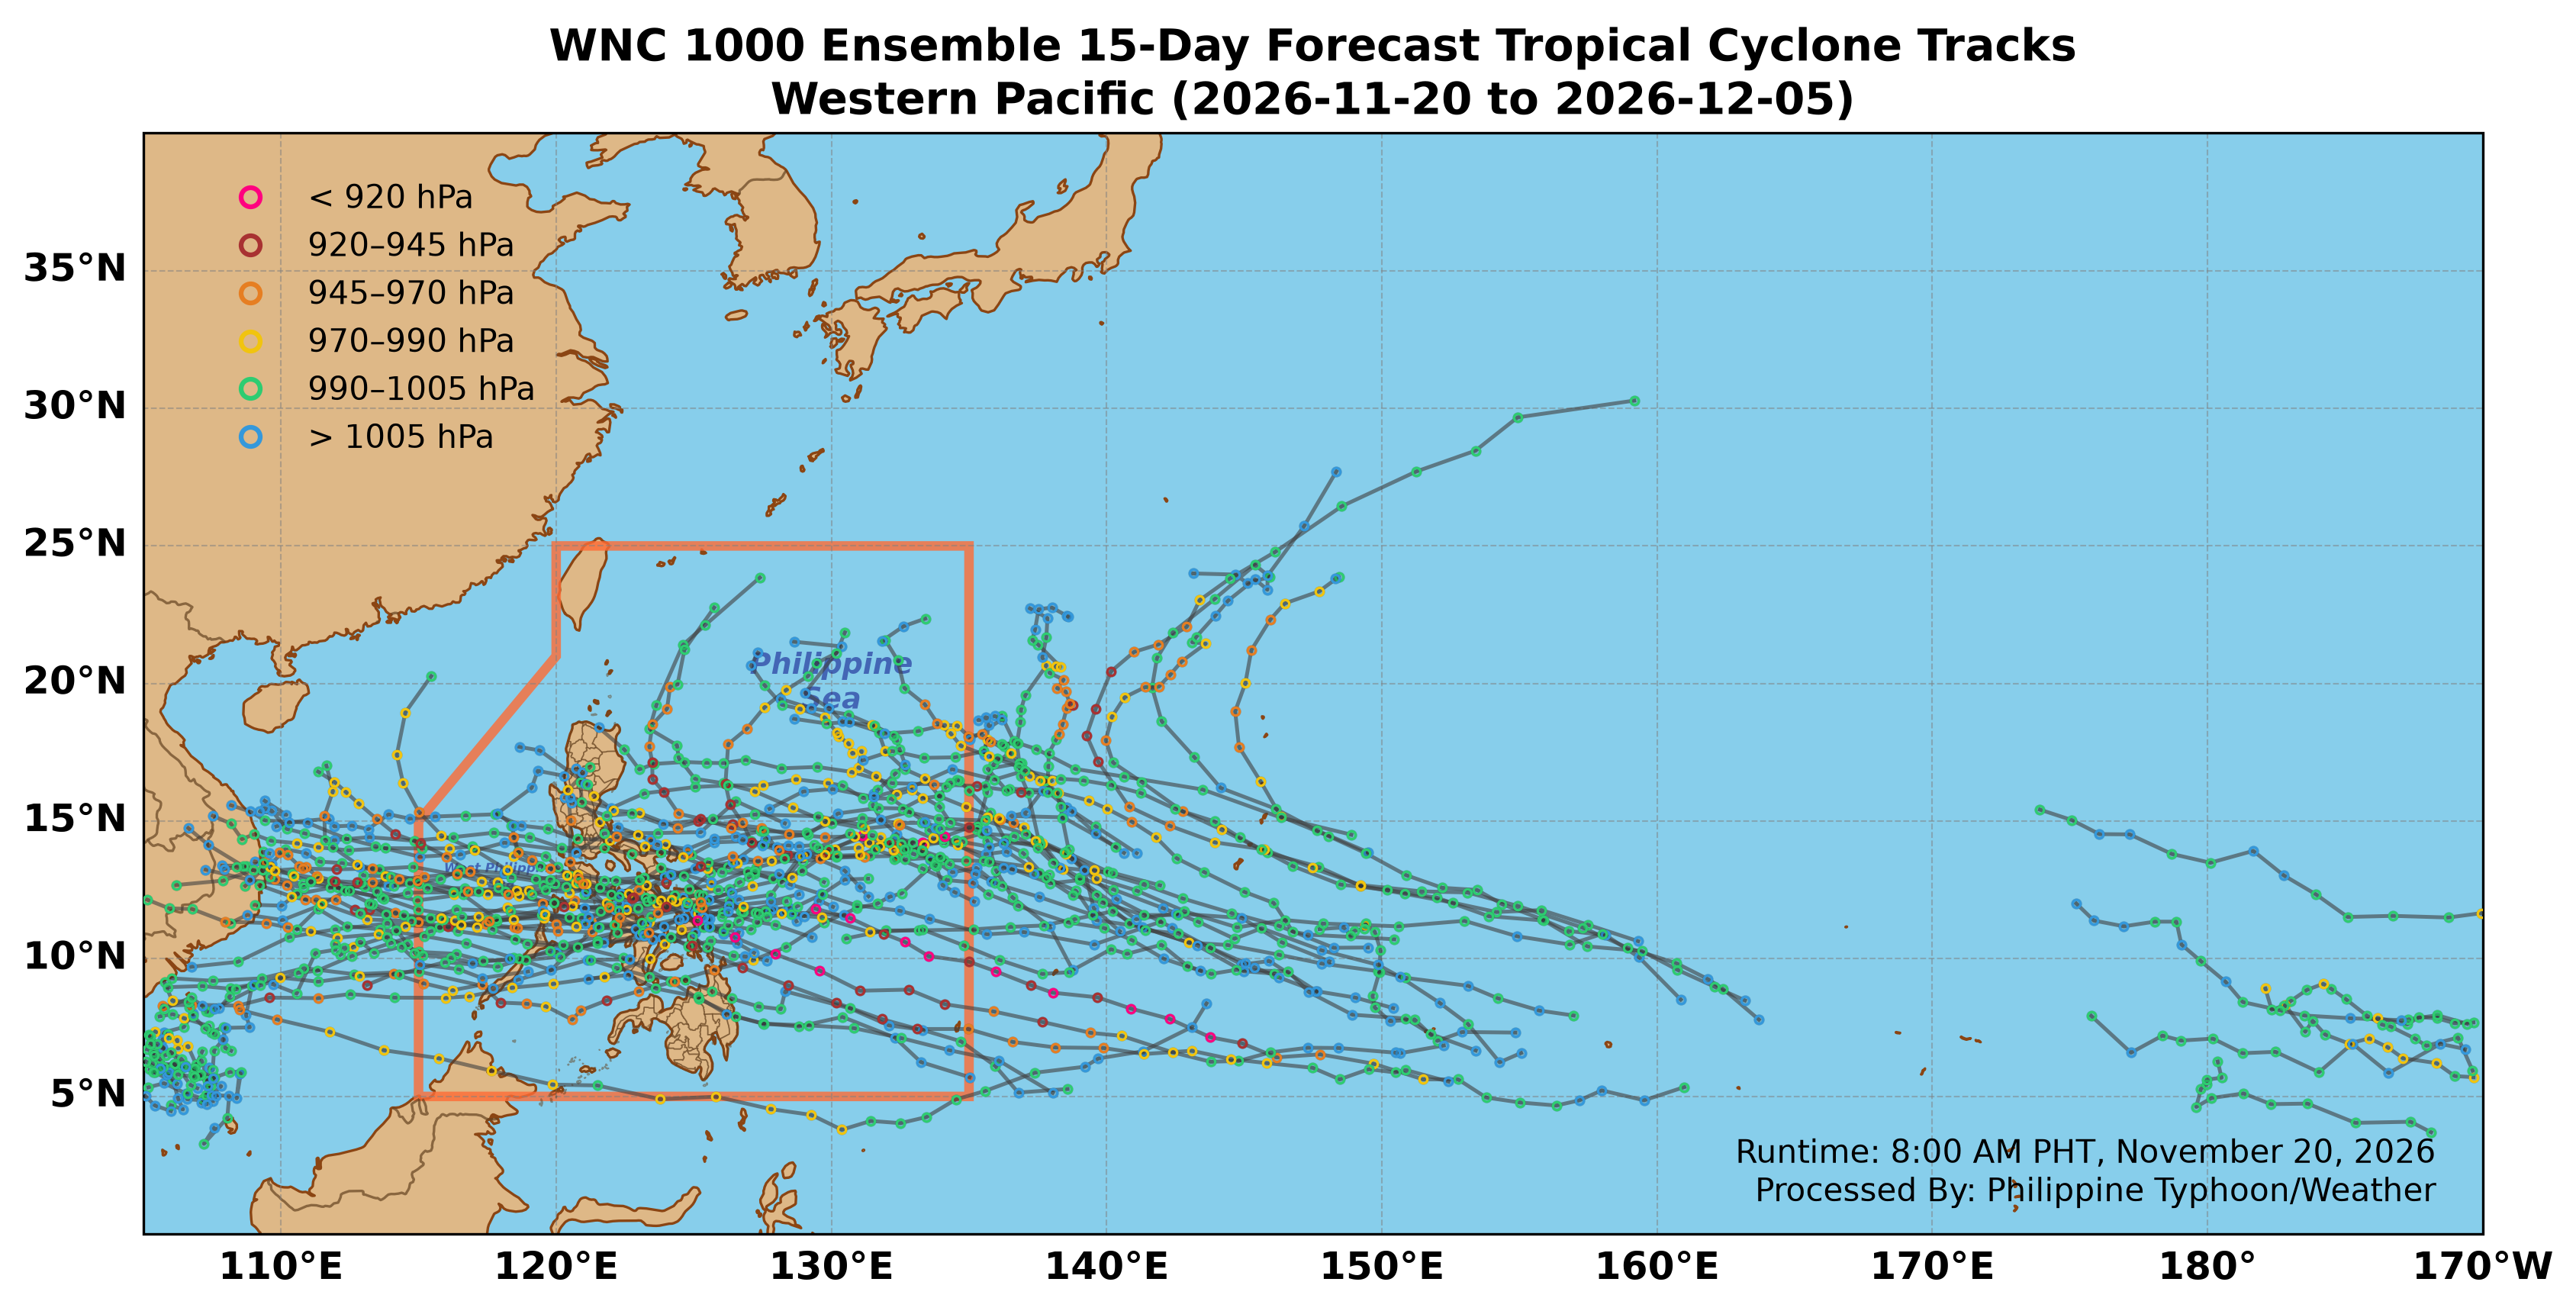 WNC 1000 Ensemble 15-Day Forecast Tropical Cyclone Tracks
Western Pacific (2026-11-20 to 2026-12-05)
< 920 hPa
920–945 hPa
945–970 hPa
970–990 hPa
990–1005 hPa
> 1005 hPa
35°N
30°N
25°N
20°N
15°N
10°N
5°N
Philippine
Sea
West Philipp
Runtime: 8:00 AM PHT, November 20, 2026
Processed By: Philippine Typhoon/Weather
110°E 120°E 130°E 140°E 150°E 160°E 170°E 180° 170°W